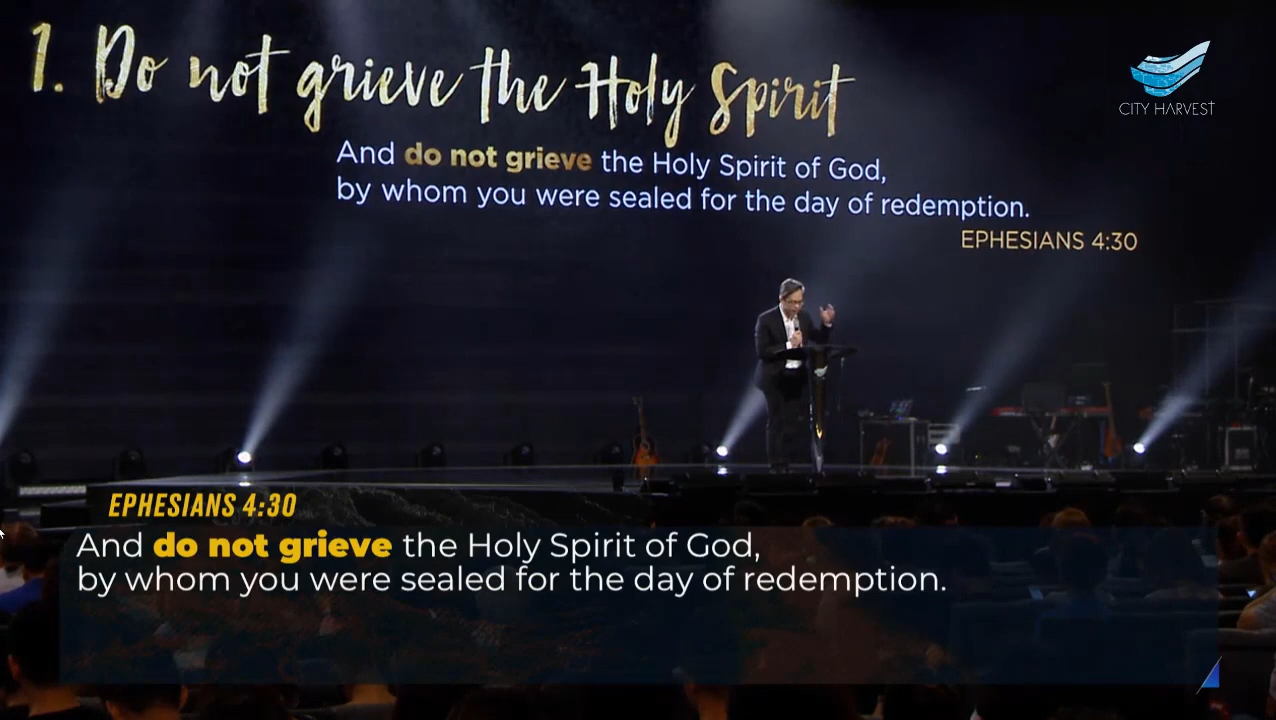 1. Do not grieve the Holy Spirit
And do not grieve the Holy Spirit of God,
by whom you were sealed for the day of redemption.
EPHESIANS 4:30
CITY HARVEST
EPHESIANS 4:30
And do not grieve the Holy Spirit of God,
by whom you were sealed for the day of redemption.